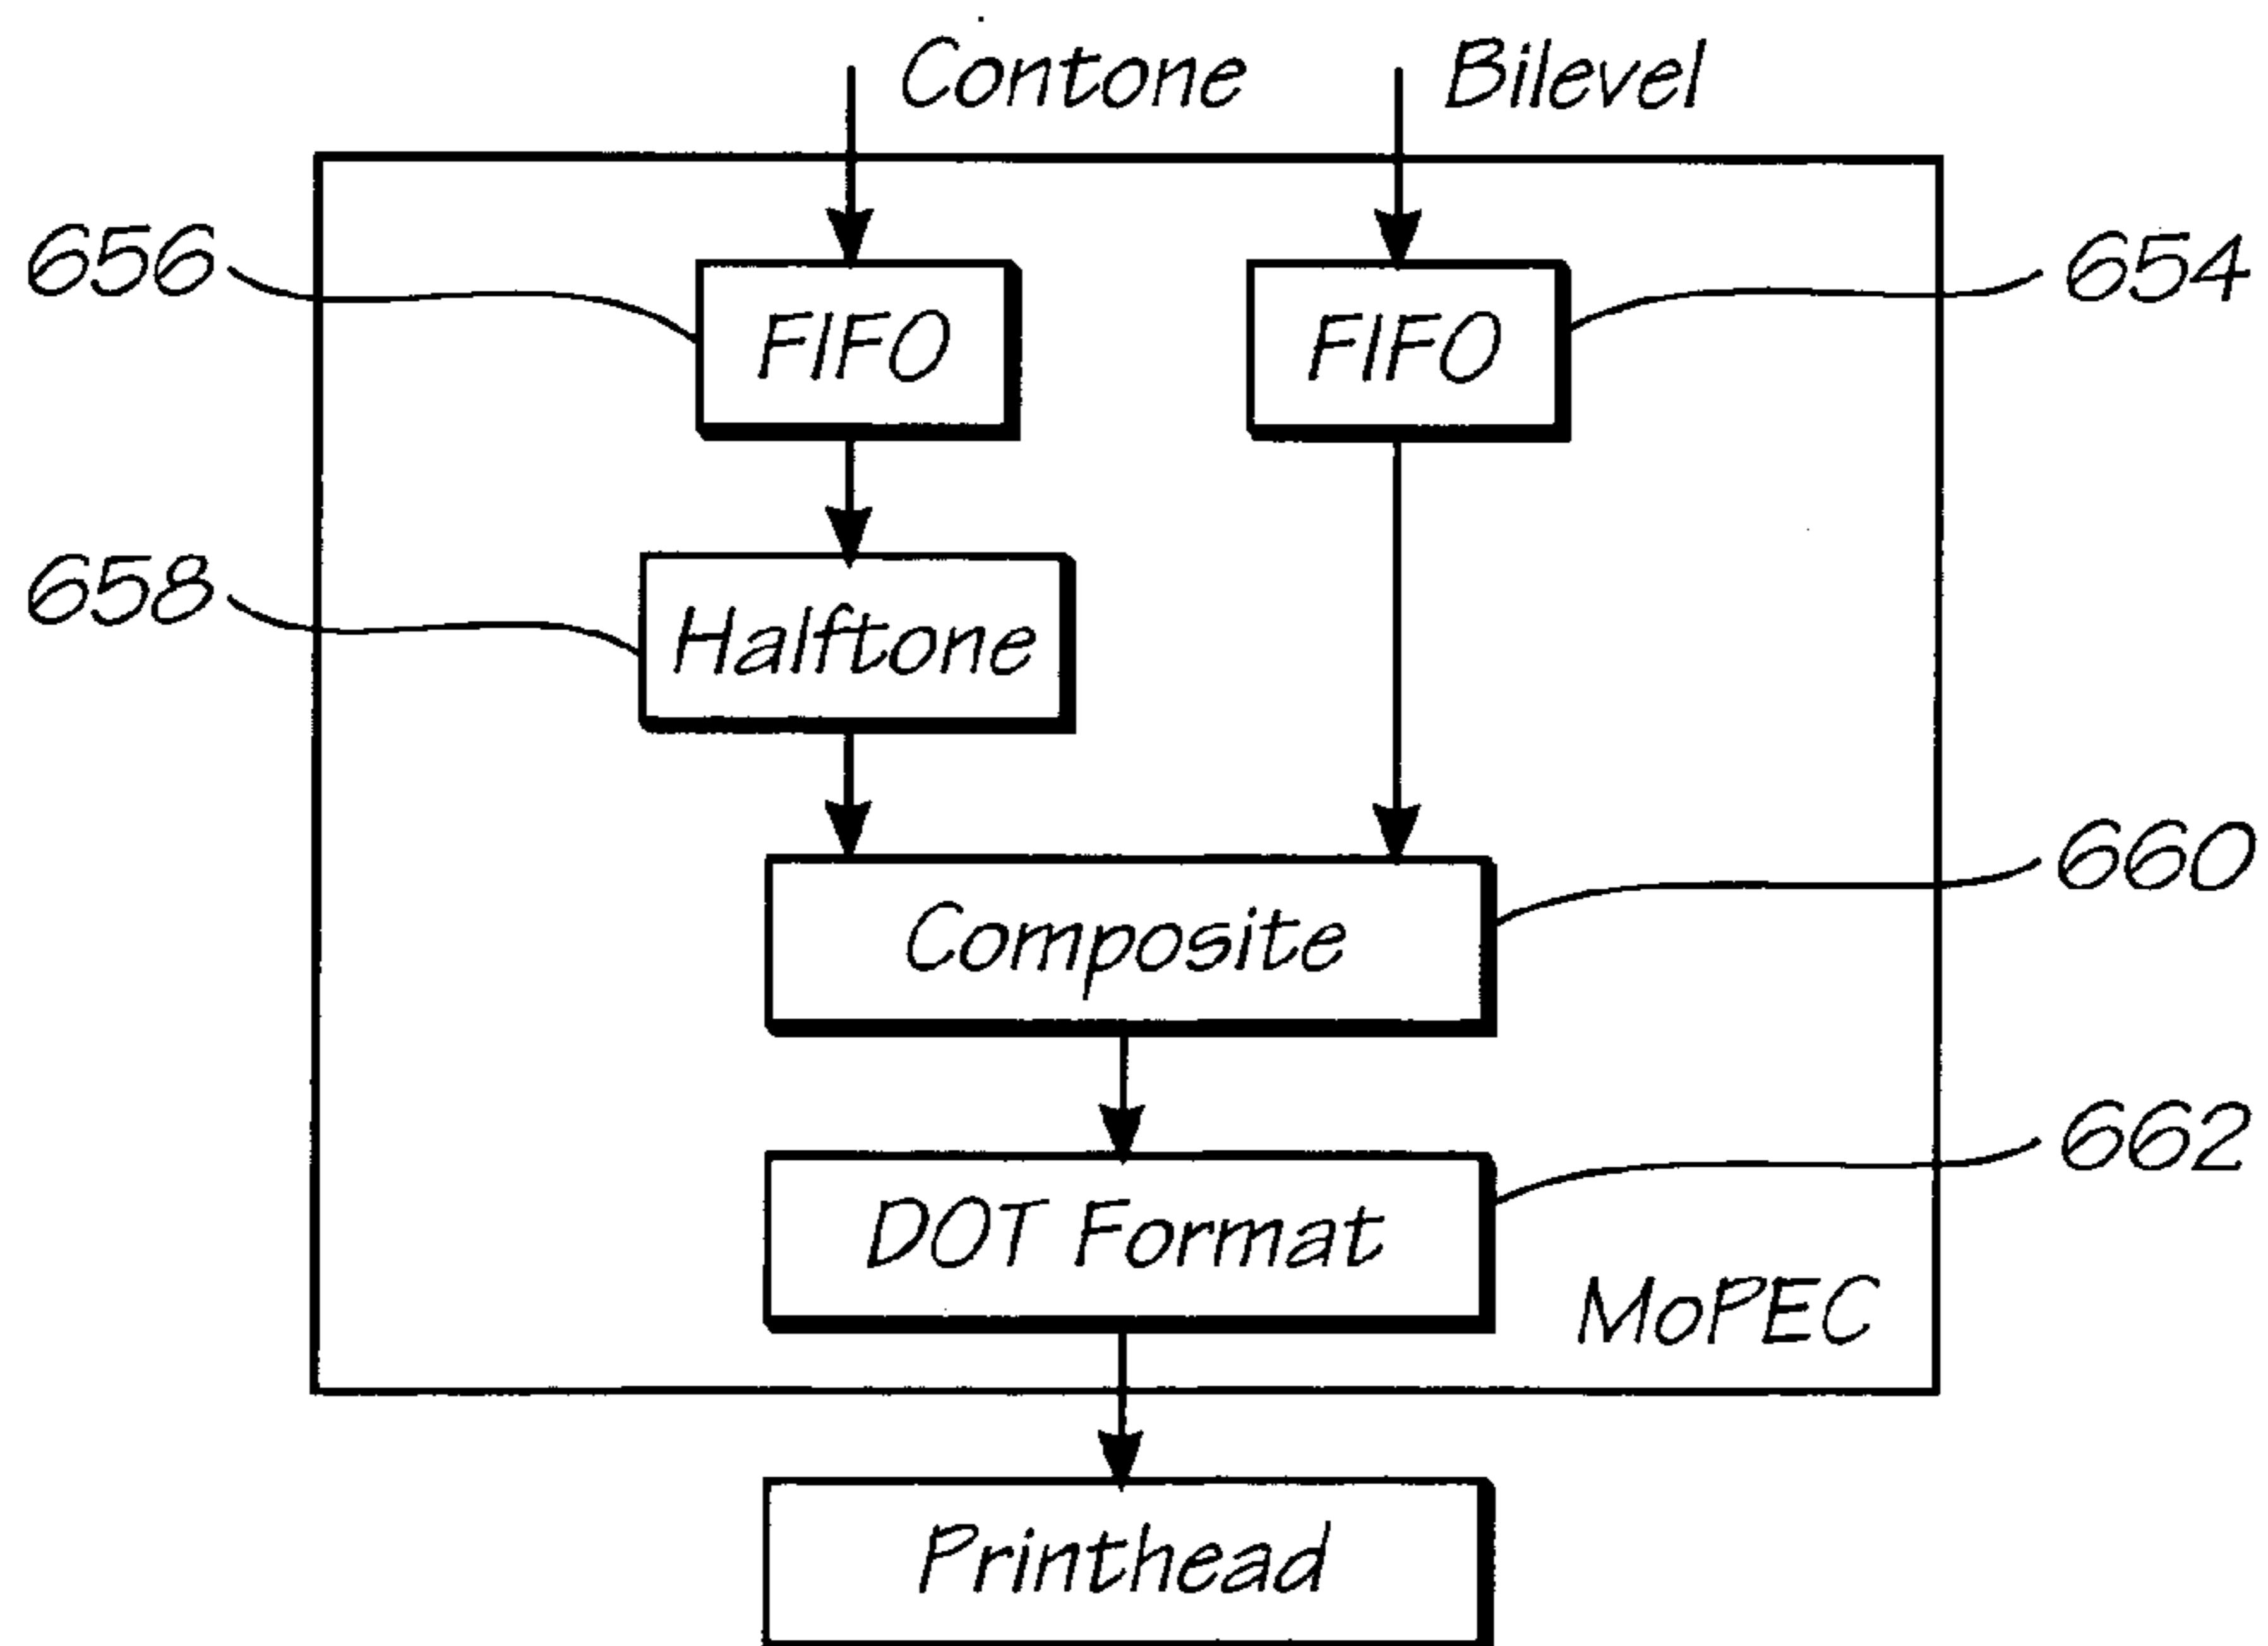 Contone
Bilevel
656
FIFO
FIFO
654
658
Halftone
660
Composite
662
DOT Format
MoPEC
Printhead